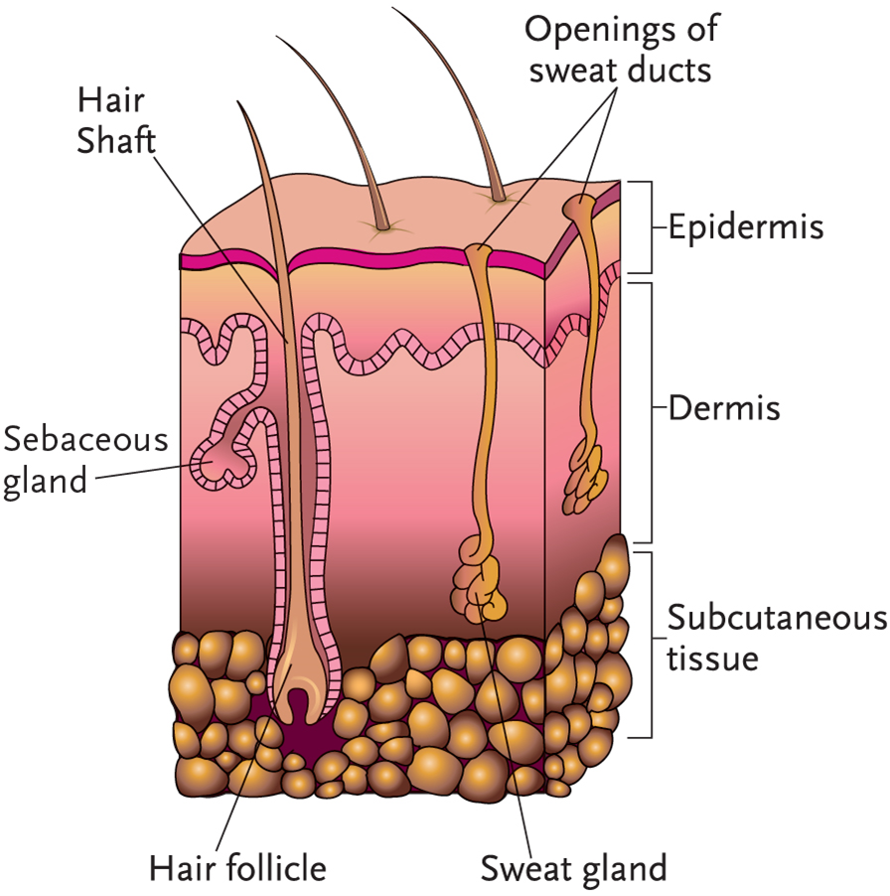 Openings of
sweat ducts
Hair
Shaft
Epidermis
Dermis
Sebaceous
gland
Subcutaneous
tissue
Hair follicle
Sweat gland